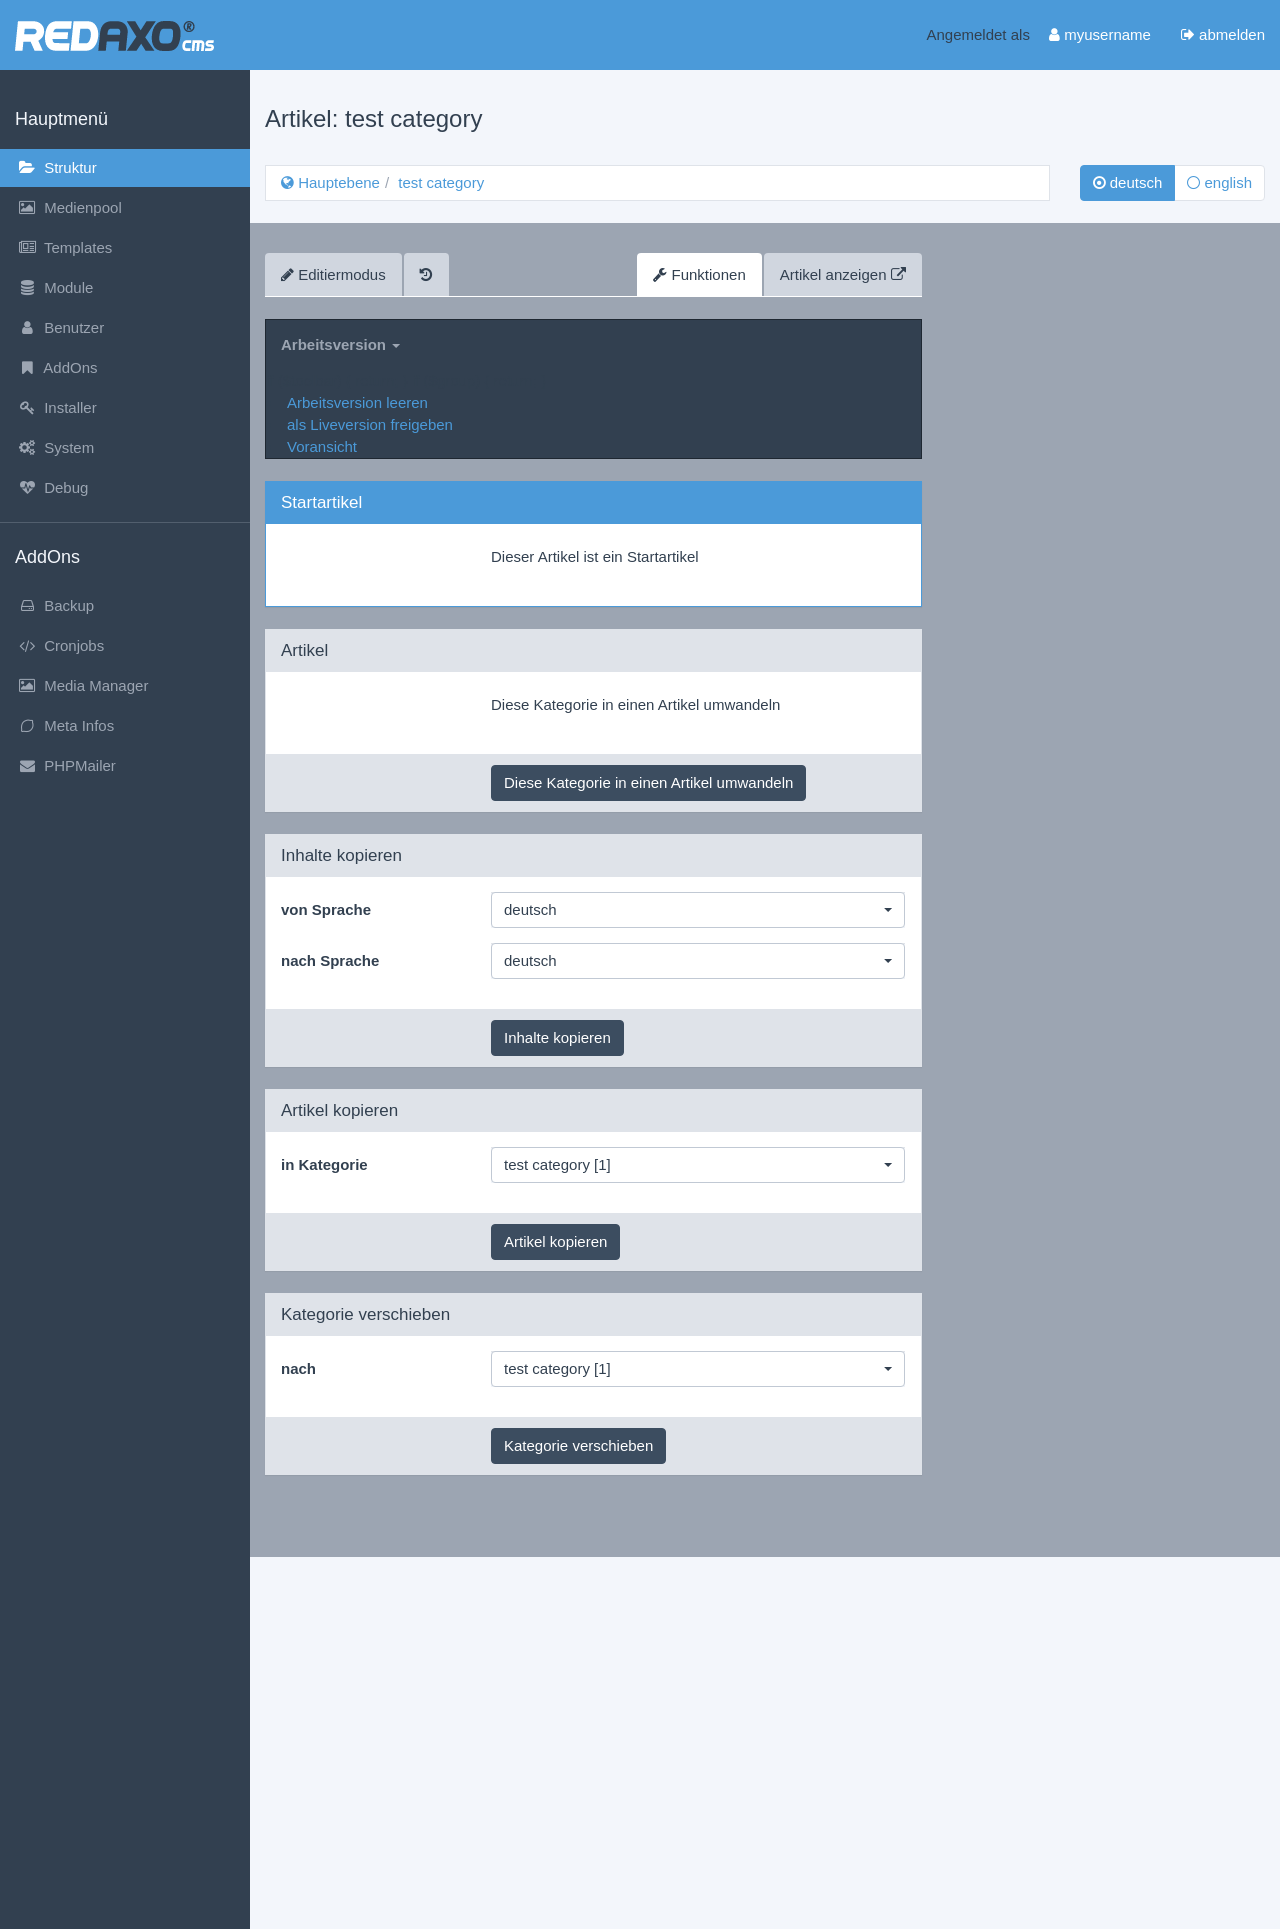 REDAXO® cms
Angemeldet als myusername abmelden
Hauptmenü
Struktur
Medienpool
Templates
Module
Benutzer
AddOns
Installer
System
Debug
AddOns
Backup
Cronjobs
Media Manager
Meta Infos
PHPMailer
Artikel: test category
Hauptebene / test category
deutsch english
Editiermodus
Funktionen Artikel anzeigen
Arbeitsversion
Arbeitsversion leeren
als Liveversion freigeben
Voransicht
Startartikel
Dieser Artikel ist ein Startartikel
Artikel
Diese Kategorie in einen Artikel umwandeln
Diese Kategorie in einen Artikel umwandeln
Inhalte kopieren
von Sprache deutsch
nach Sprache deutsch
Inhalte kopieren
Artikel kopieren
in Kategorie test category [1]
Artikel kopieren
Kategorie verschieben
nach test category [1]
Kategorie verschieben